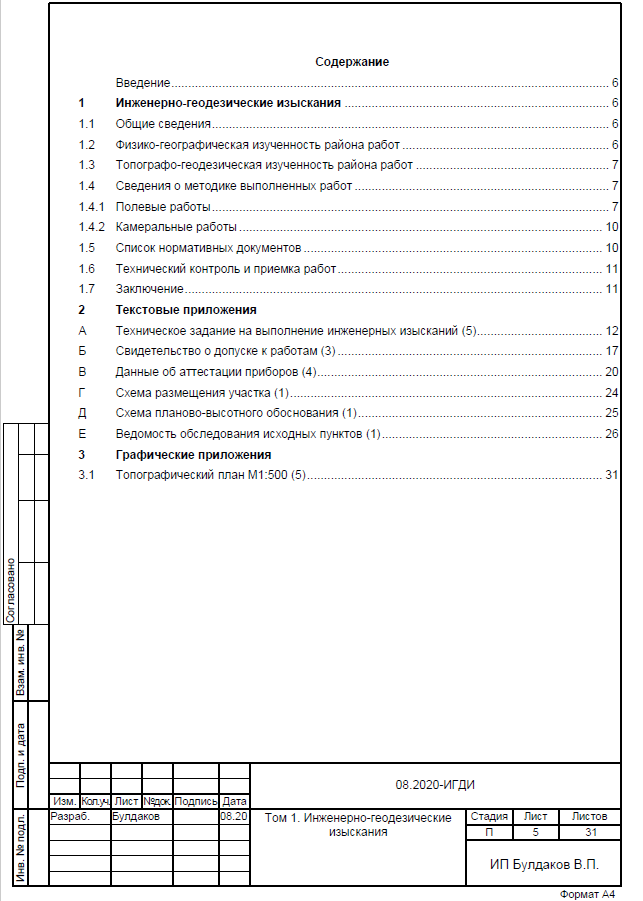 Содержание
Введение ... 6
1 Инженерно-геодезические изыскания ... 6
1.1 Общие сведения ... 6
1.2 Физико-географическая изученность района работ ... 6
1.3 Топографо-геодезическая изученность района работ ... 7
1.4 Сведения о методике выполненных работ ... 7
1.4.1 Полевые работы ... 7
1.4.2 Камеральные работы ... 10
1.5 Список нормативных документов ... 10
1.6 Технический контроль и приемка работ ... 11
1.7 Заключение ... 11
2 Текстовые приложения
А Техническое задание на выполнение инженерных изысканий (5) ... 12
Б Свидетельство о допуске к работам (3) ... 17
В Данные об аттестации приборов (4) ... 20
Г Схема размещения участка (1) ... 24
Д Схема планово-высотного обоснования (1) ... 25
Е Ведомость обследования исходных пунктов (1) ... 26
3 Графические приложения
3.1 Топографический план М1:500 (5) ... 31
Согласовано
Взам. инв. №
Подп. и дата
Инв. № подл.
08.2020-ИГДИ
Изм. Кол.уч. Лист №док. Подпись Дата
Разраб. Булдаков 08.20
Том 1. Инженерно-геодезические
изыскания
Стадия Лист Листов
П 5 31
ИП Булдаков В.П.
Формат А4